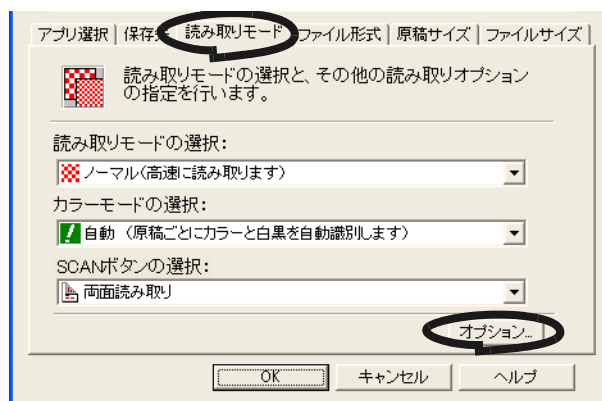 アプリ選択 保存 読み取りモード ファイル形式 原稿サイズ ファイルサイズ
読み取りモードの選択と、その他の読み取りオプション
の指定を行います。
読み取りモードの選択:
ノーマル(高速に読み取ります)
カラーモードの選択:
自動 (原稿ごとにカラーと白黒を自動識別します)
SCANボタンの選択:
両面読み取り
オプション...
OK キャンセル ヘルプ